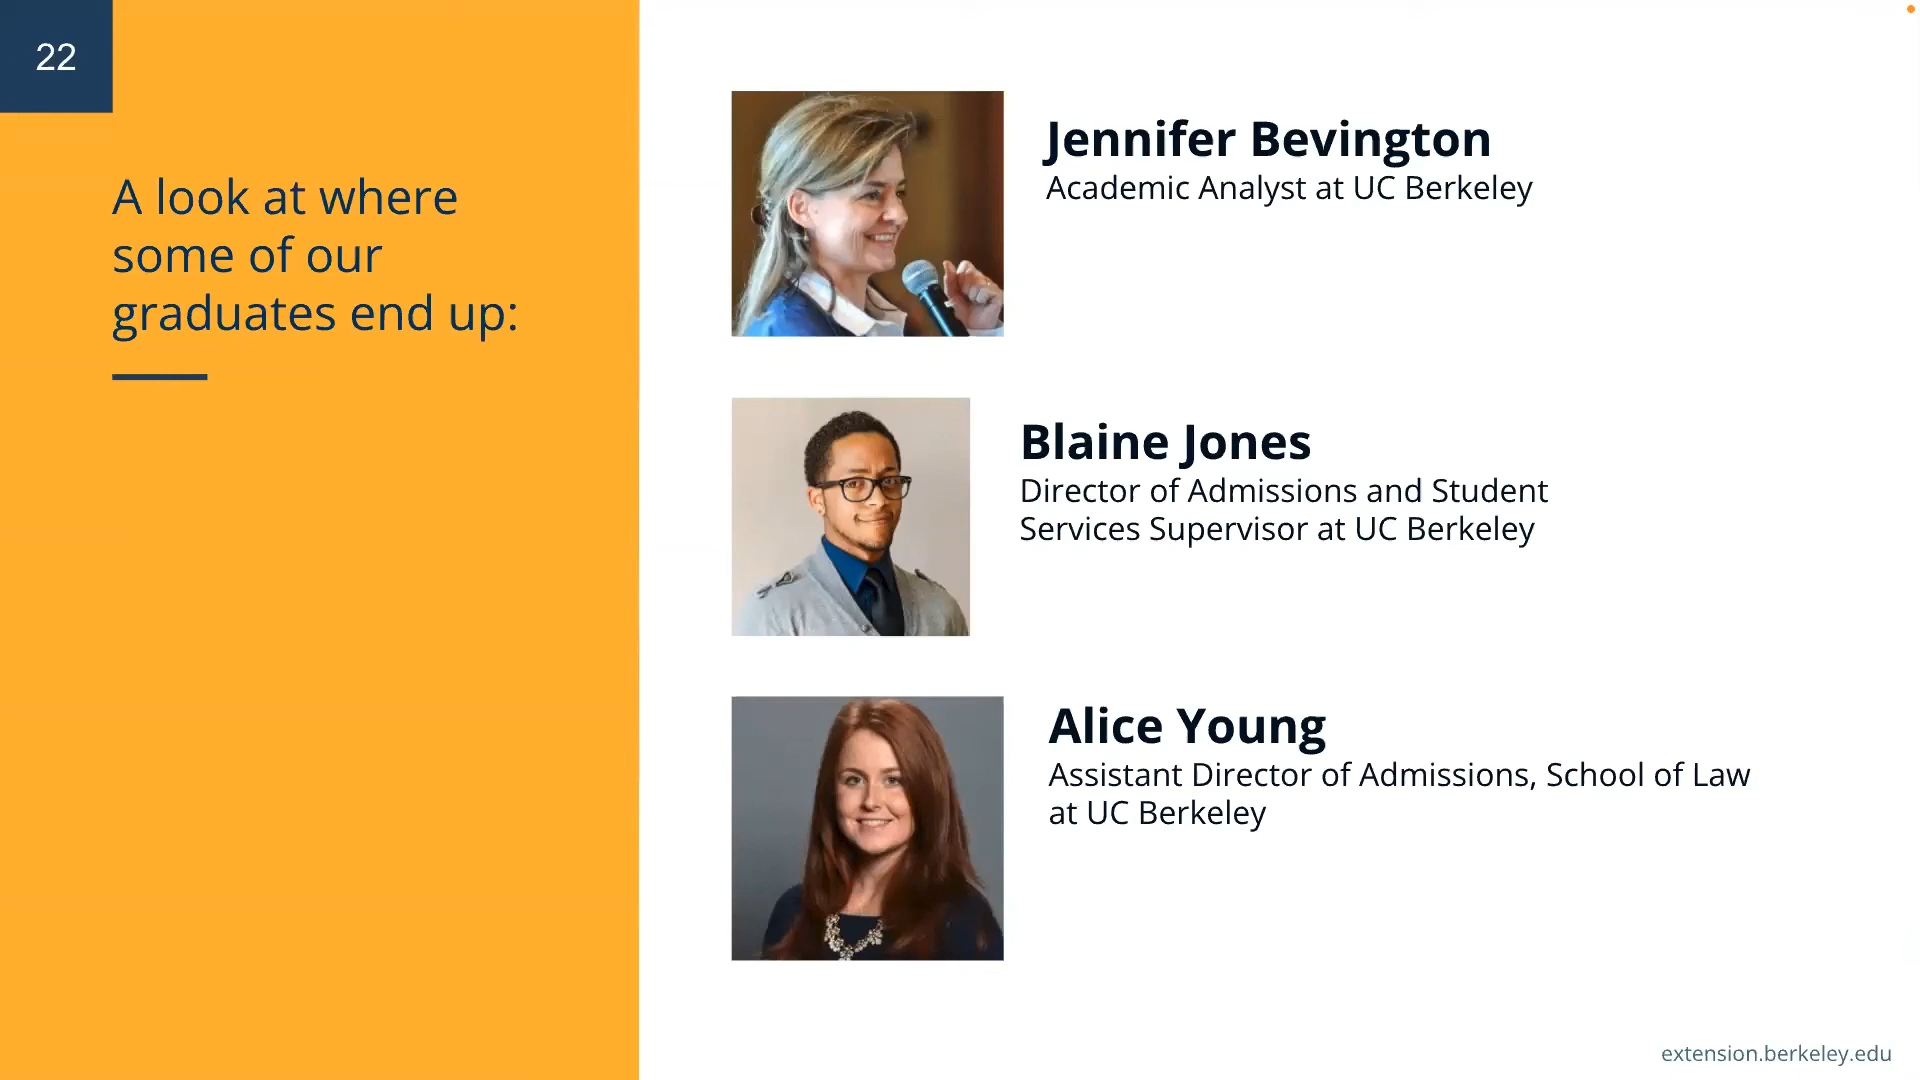 22
A look at where
some of our
graduates end up:
Jennifer Bevington
Academic Analyst at UC Berkeley
Blaine Jones
Director of Admissions and Student
Services Supervisor at UC Berkeley
Alice Young
Assistant Director of Admissions, School of Law
at UC Berkeley
extension.berkeley.edu